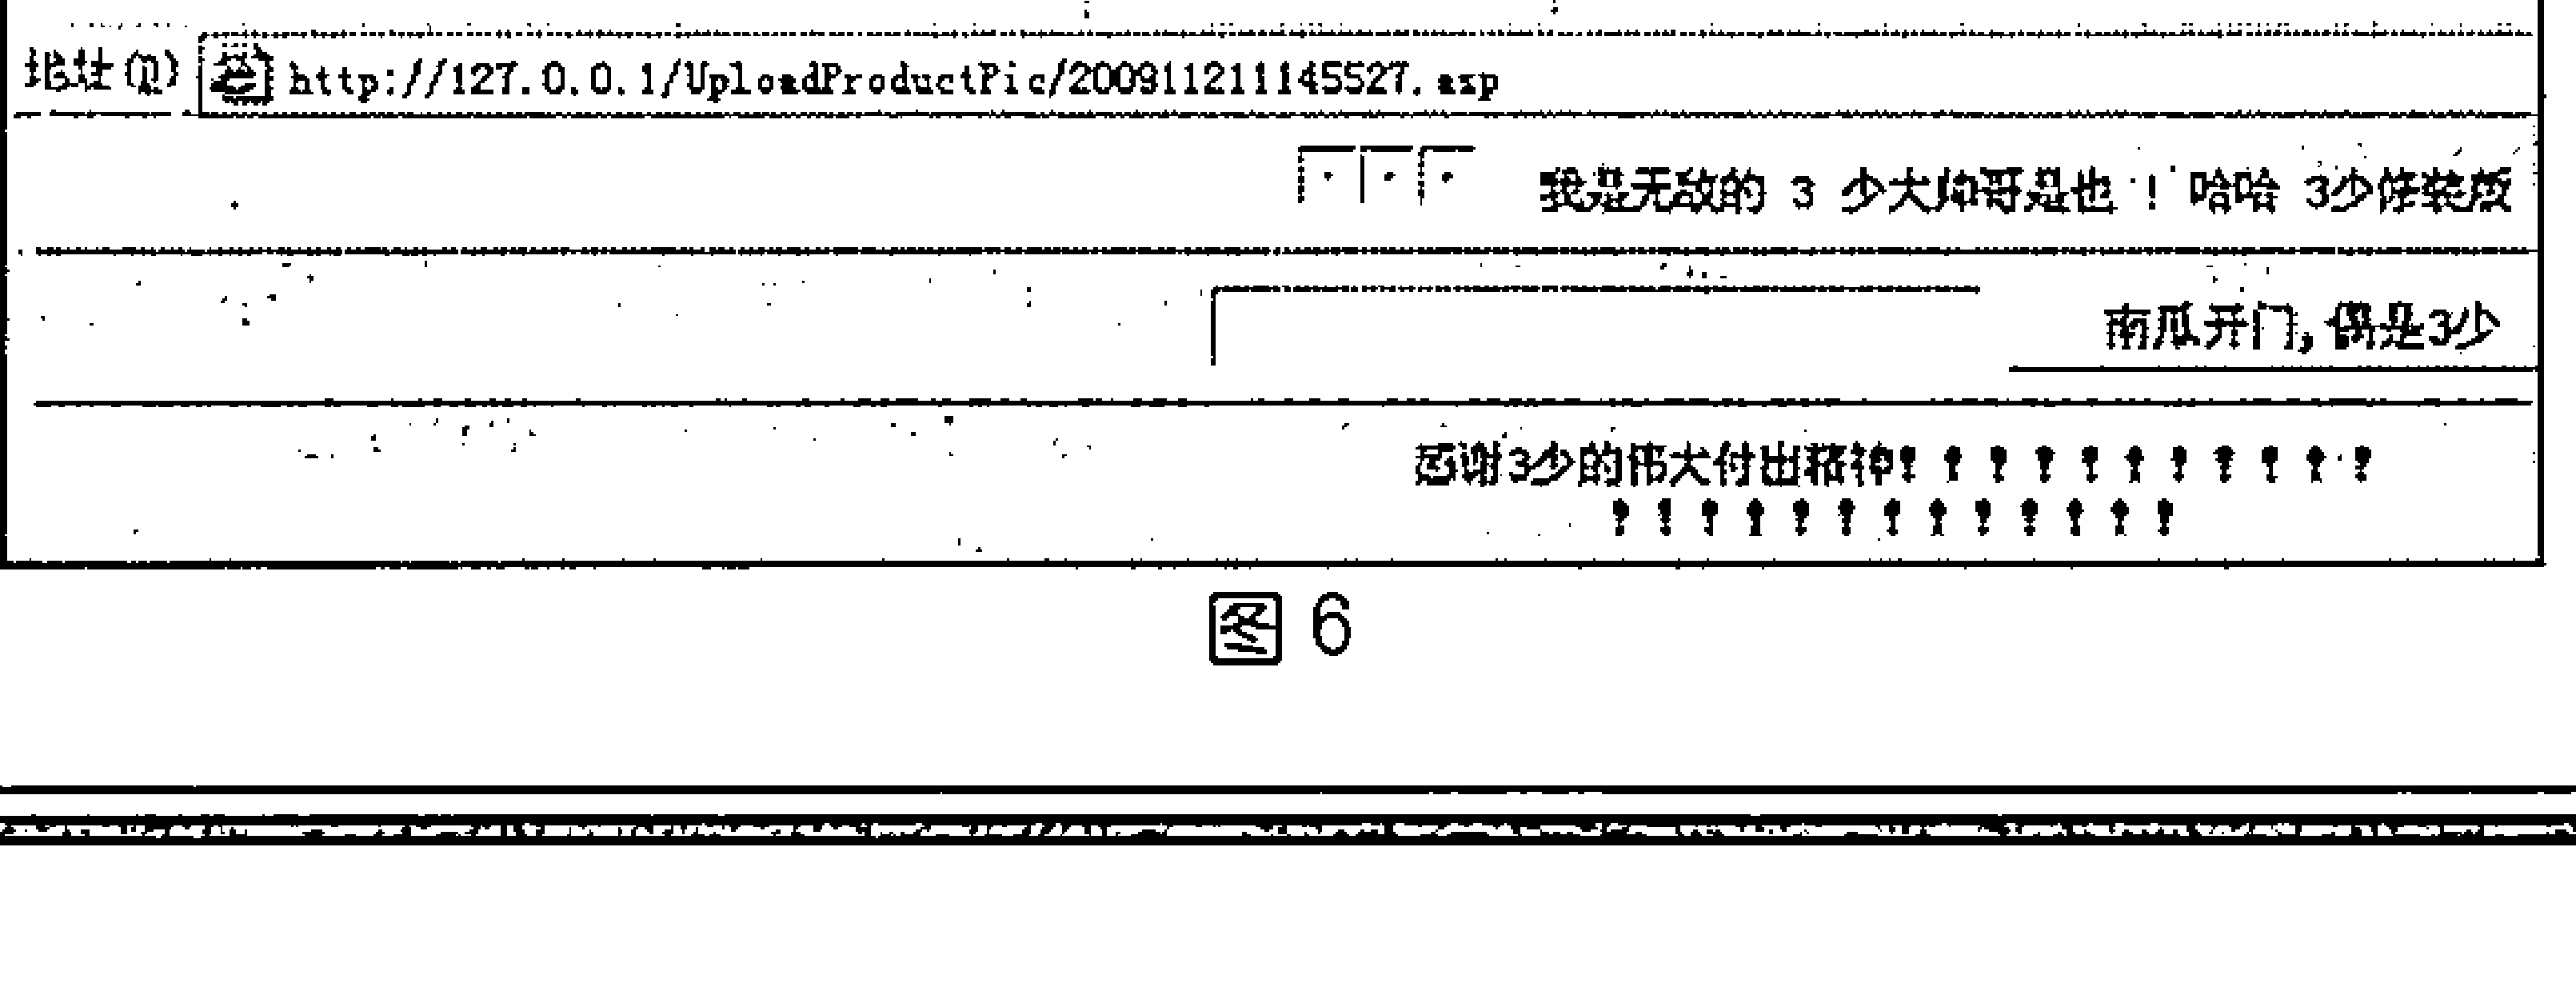 地址(D) http://127.0.0.1/UploadProductPic/200911211145527.asp
我是无敌的 3 少大帅哥是也 ! 哈哈 3少修装版
南瓜开门,偶是3少
感谢3少的伟大付出精神!!!!!!!!!!!
!!!!!!!!!!!!!
图 6